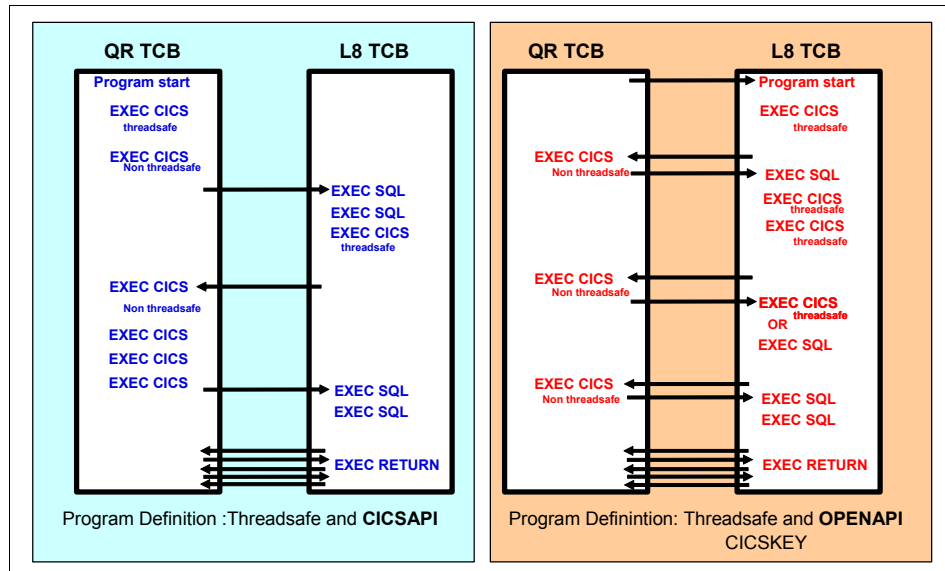 QR TCB
L8 TCB
Program start
EXEC CICS
threadsafe
EXEC CICS
Non threadsafe
EXEC SQL
EXEC SQL
EXEC CICS
threadsafe
EXEC CICS
Non threadsafe
EXEC CICS
EXEC CICS
EXEC CICS
EXEC SQL
EXEC SQL
EXEC RETURN
Program Definition :Threadsafe and CICSAPI
QR TCB
L8 TCB
Program start
EXEC CICS
threadsafe
EXEC CICS
Non threadsafe
EXEC SQL
EXEC CICS
threadsafe
EXEC CICS
threadsafe
EXEC CICS
Non threadsafe
EXEC CICS
threadsafe
OR
EXEC SQL
EXEC CICS
Non threadsafe
EXEC SQL
EXEC SQL
EXEC RETURN
Program Definintion: Threadsafe and OPENAPI
CICSKEY